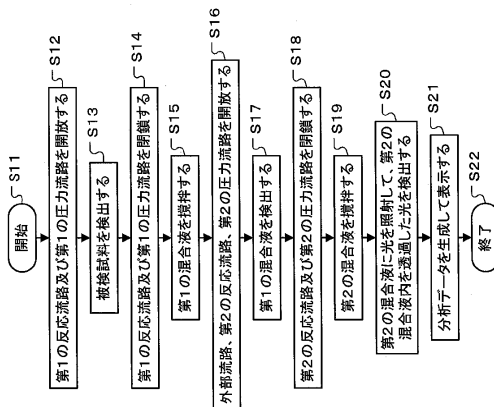 開始
S11
第1の反応流路及び第1の圧力流路を開放する
S12
被検試料を検出する
S13
第1の反応流路及び第1の圧力流路を閉鎖する
S14
第1の混合液を撹拌する
S15
外部流路、第2の反応流路、第2の圧力流路を開放する
S16
第1の混合液を検出する
S17
第2の反応流路及び第2の圧力流路を閉鎖する
S18
第2の混合液を撹拌する
S19
第2の混合液に光を照射して、第2の
混合液内を透過した光を検出する
S20
分析データを生成して表示する
S21
終了
S22